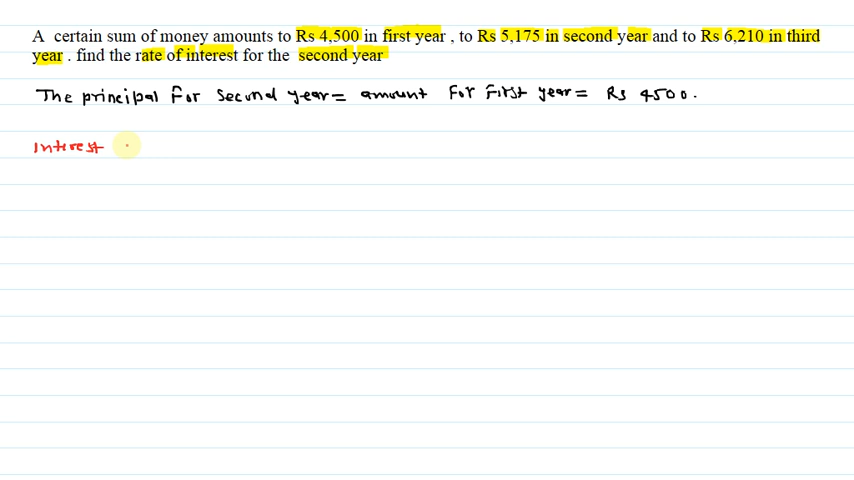 A certain sum of money amounts to Rs 4,500 in first year , to Rs 5,175 in second year and to Rs 6,210 in third
year . find the rate of interest for the second year
The principal for second year = amount for first year = Rs 4500.
Interest